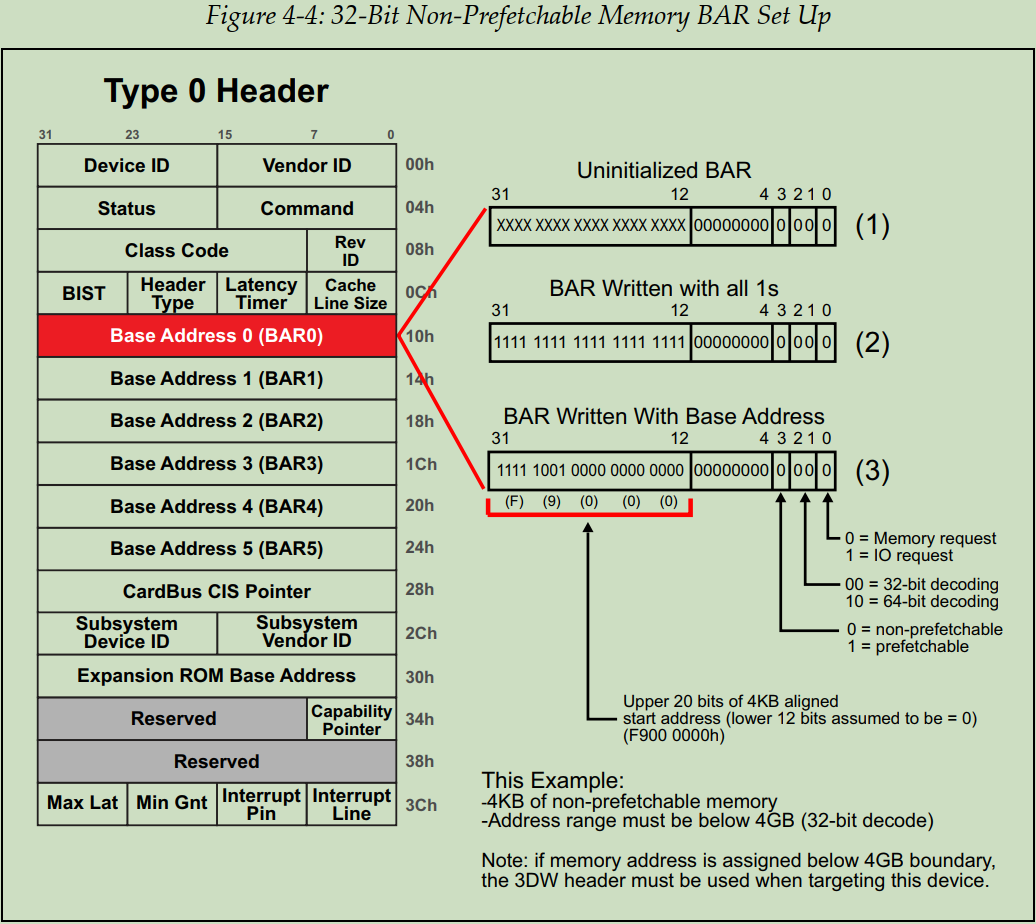 Figure 4-4: 32-Bit Non-Prefetchable Memory BAR Set Up
Type 0 Header
31 23 15 7 0
Device ID Vendor ID 00h
Status Command 04h
Class Code Rev ID 08h
BIST Header Type Latency Timer Cache Line Size 0Ch
Base Address 0 (BAR0) 10h
Base Address 1 (BAR1) 14h
Base Address 2 (BAR2) 18h
Base Address 3 (BAR3) 1Ch
Base Address 4 (BAR4) 20h
Base Address 5 (BAR5) 24h
CardBus CIS Pointer 28h
Subsystem Device ID Subsystem Vendor ID 2Ch
Expansion ROM Base Address 30h
Reserved Capability Pointer 34h
Reserved 38h
Max Lat Min Gnt Interrupt Pin Interrupt Line 3Ch
Uninitialized BAR
31 12 4 3 2 1 0
XXXX XXXX XXXX XXXX XXXX 00000000 0 00 0 (1)
BAR Written with all 1s
31 12 4 3 2 1 0
1111 1111 1111 1111 1111 00000000 0 00 0 (2)
BAR Written With Base Address
31 12 4 3 2 1 0
1111 1001 0000 0000 0000 00000000 0 00 0 (3)
(F) (9) (0) (0) (0)
0 = Memory request
1 = IO request
00 = 32-bit decoding
10 = 64-bit decoding
0 = non-prefetchable
1 = prefetchable
Upper 20 bits of 4KB aligned
start address (lower 12 bits assumed to be = 0)
(F900 0000h)
This Example:
-4KB of non-prefetchable memory
-Address range must be below 4GB (32-bit decode)
Note: if memory address is assigned below 4GB boundary,
the 3DW header must be used when targeting this device.